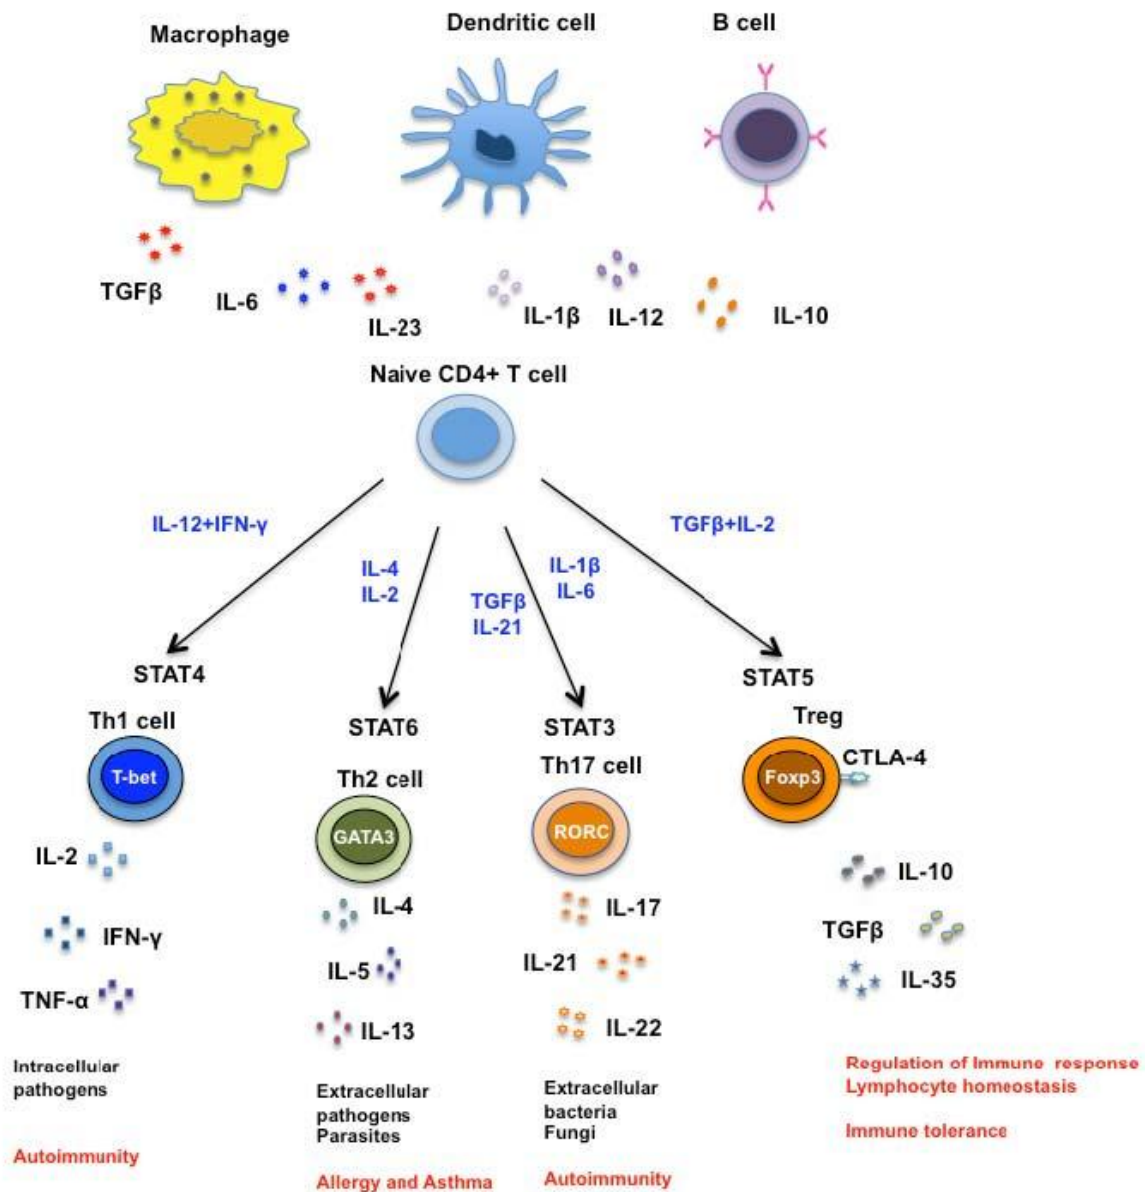 Macrophage
Dendritic cell
B cell
TGFβ
IL-6
IL-23
IL-1β
IL-12
IL-10
Naive CD4+ T cell
IL-12+IFN-γ
IL-4
IL-2
TGFβ
IL-21
IL-1β
IL-6
TGFβ+IL-2
STAT4
Th1 cell
T-bet
IL-2
IFN-γ
TNF-α
Intracellular
pathogens
Autoimmunity
STAT6
Th2 cell
GATA3
IL-4
IL-5
IL-13
Extracellular
pathogens
Parasites
Allergy and Asthma
STAT3
Th17 cell
RORC
IL-17
IL-21
IL-22
Extracellular
bacteria
Fungi
Autoimmunity
STAT5
Treg
CTLA-4
Foxp3
IL-10
TGFβ
IL-35
Regulation of Immune response
Lymphocyte homeostasis
Immune tolerance